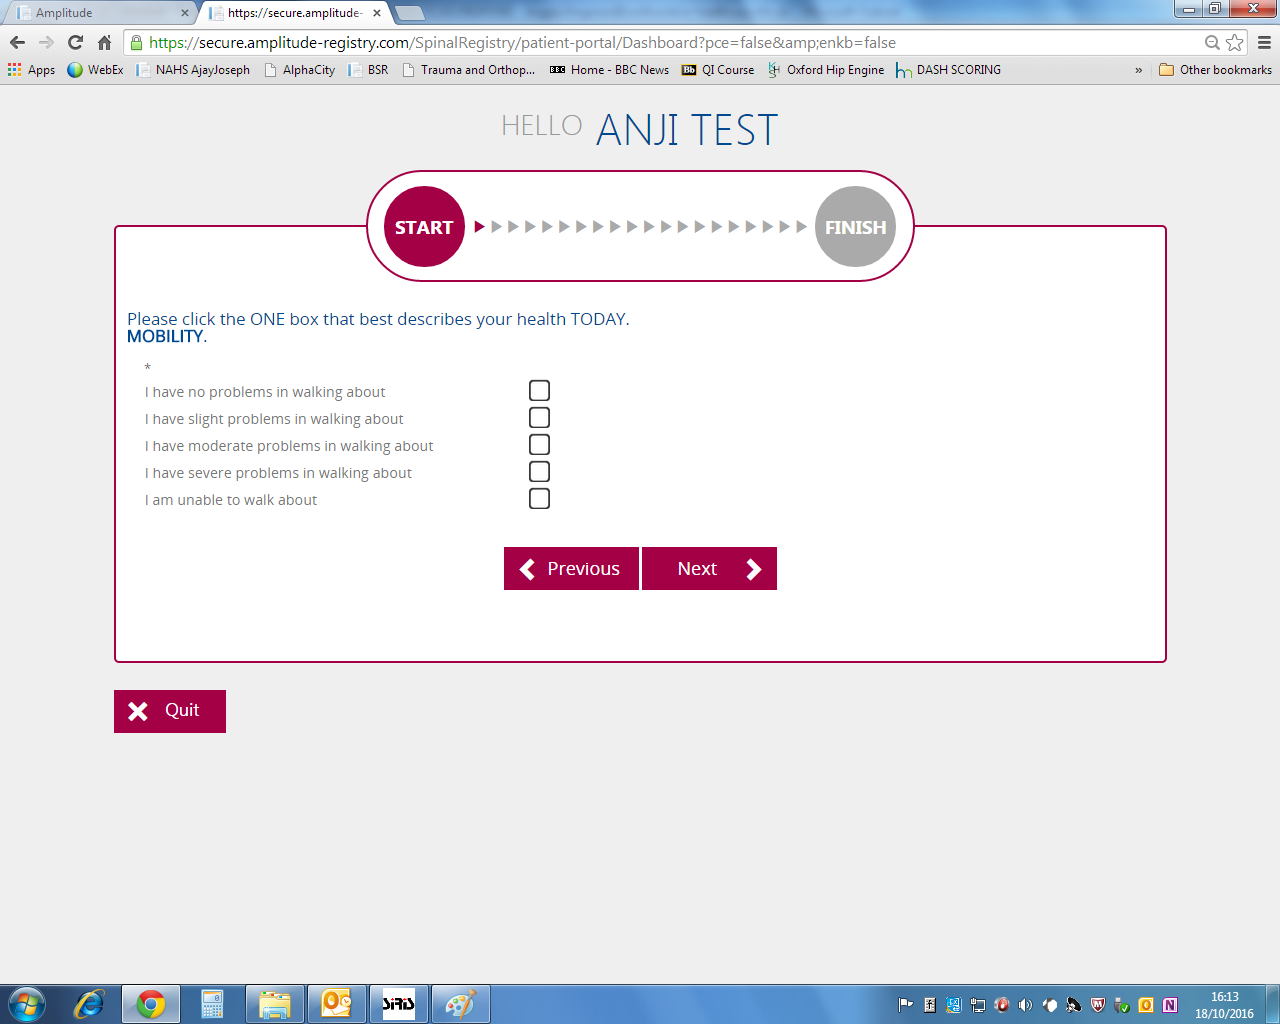 Amplitude
https://secure.amplitude-
https://secure.amplitude-registry.com/SpinalRegistry/patient-portal/Dashboard?pce=false&amp;enkb=false
Apps WebEx NAHS AjayJoseph AlphaCity BSR Trauma and Orthop... BBC Home - BBC News Bb QI Course Oxford Hip Engine DASH SCORING » Other bookmarks
HELLO ANJI TEST
START FINISH
Please click the ONE box that best describes your health TODAY.
MOBILITY.
*
I have no problems in walking about
I have slight problems in walking about
I have moderate problems in walking about
I have severe problems in walking about
I am unable to walk about
Previous Next
Quit
SIRIS
16:13
18/10/2016